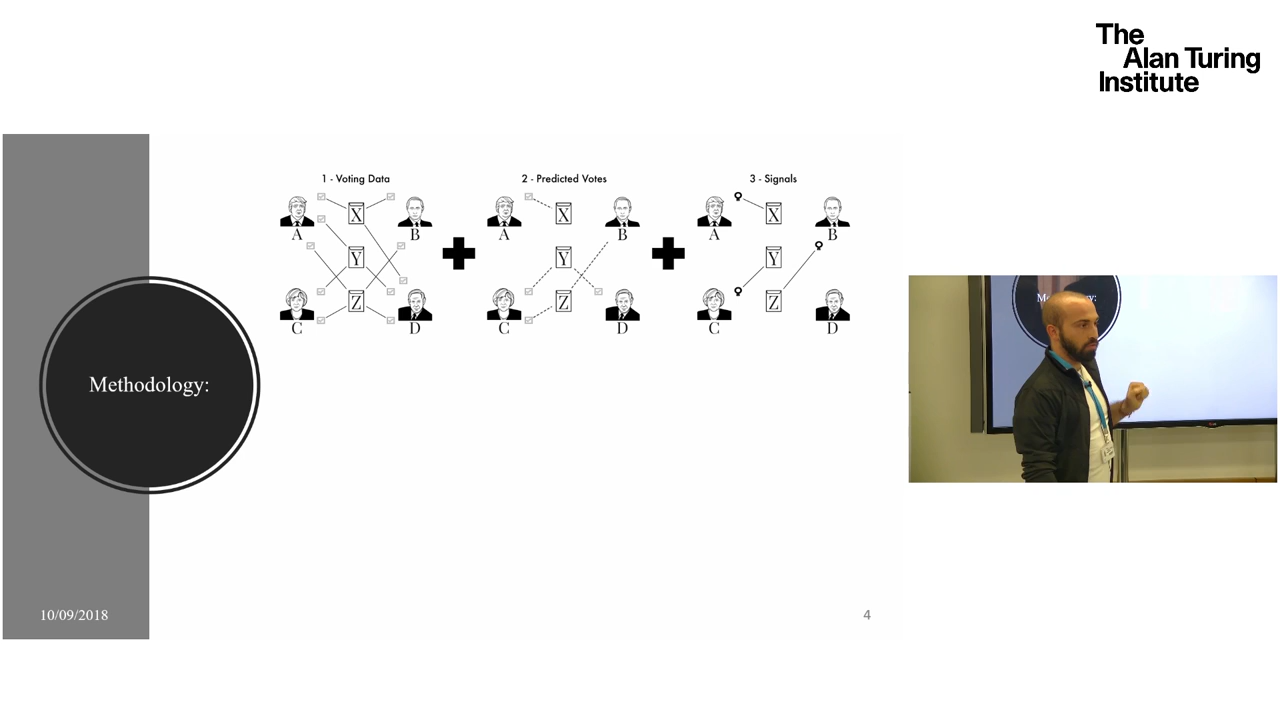 The
Alan Turing
Institute
1 - Voting Data
2 - Predicted Votes
3 - Signals
X
A
B
Y
Z
C
D
X
A
B
Y
Z
C
D
X
A
B
Y
Z
C
D
Methodology:
10/09/2018
4